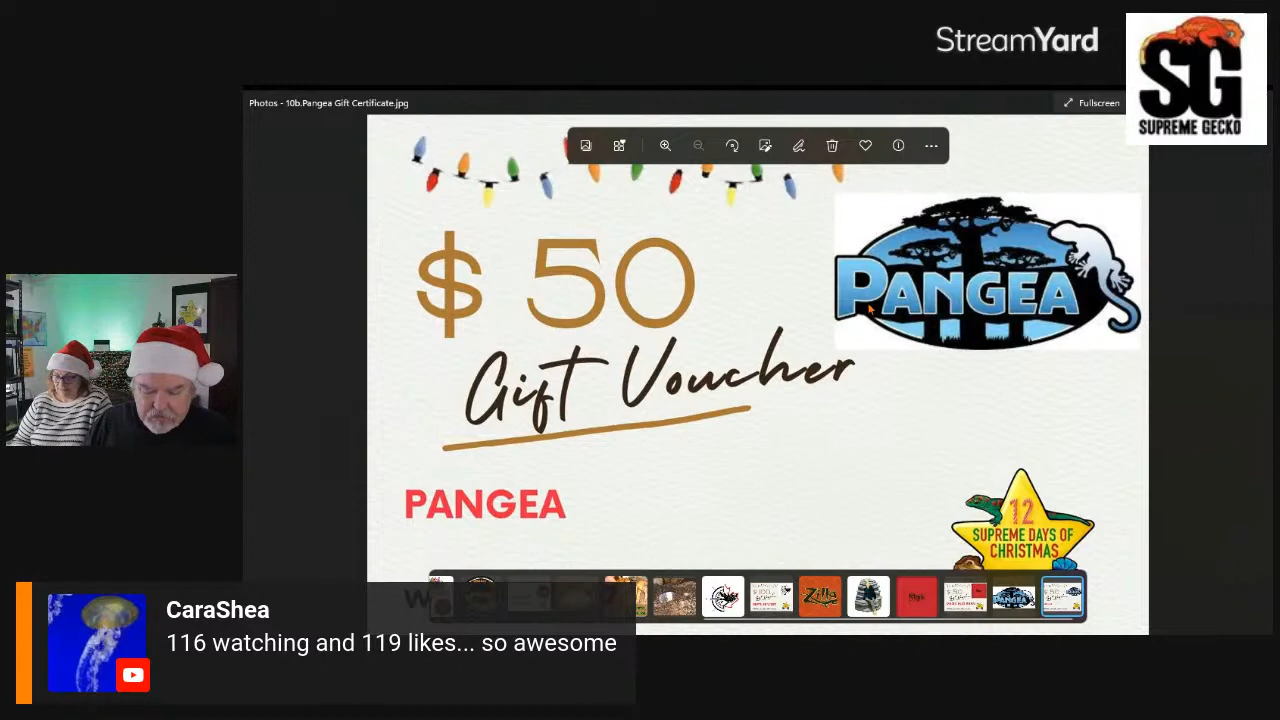 StreamYard
SG
SUPREME GECKO
Photos - 10b.Pangea Gift Certificate.jpg
Fullscreen
$ 50
Gift Voucher
PANGEA
PANGEA
12
SUPREME DAYS OF
CHRISTMAS
Zilla
CaraShea
116 watching and 119 likes... so awesome